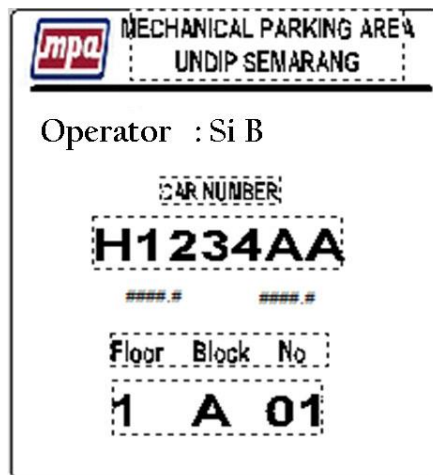 mpa MECHANICAL PARKING AREA
UNDIP SEMARANG
Operator : Si B
CAR NUMBER
H1234AA
####.# ####.#
Floor Block No
1 A 01